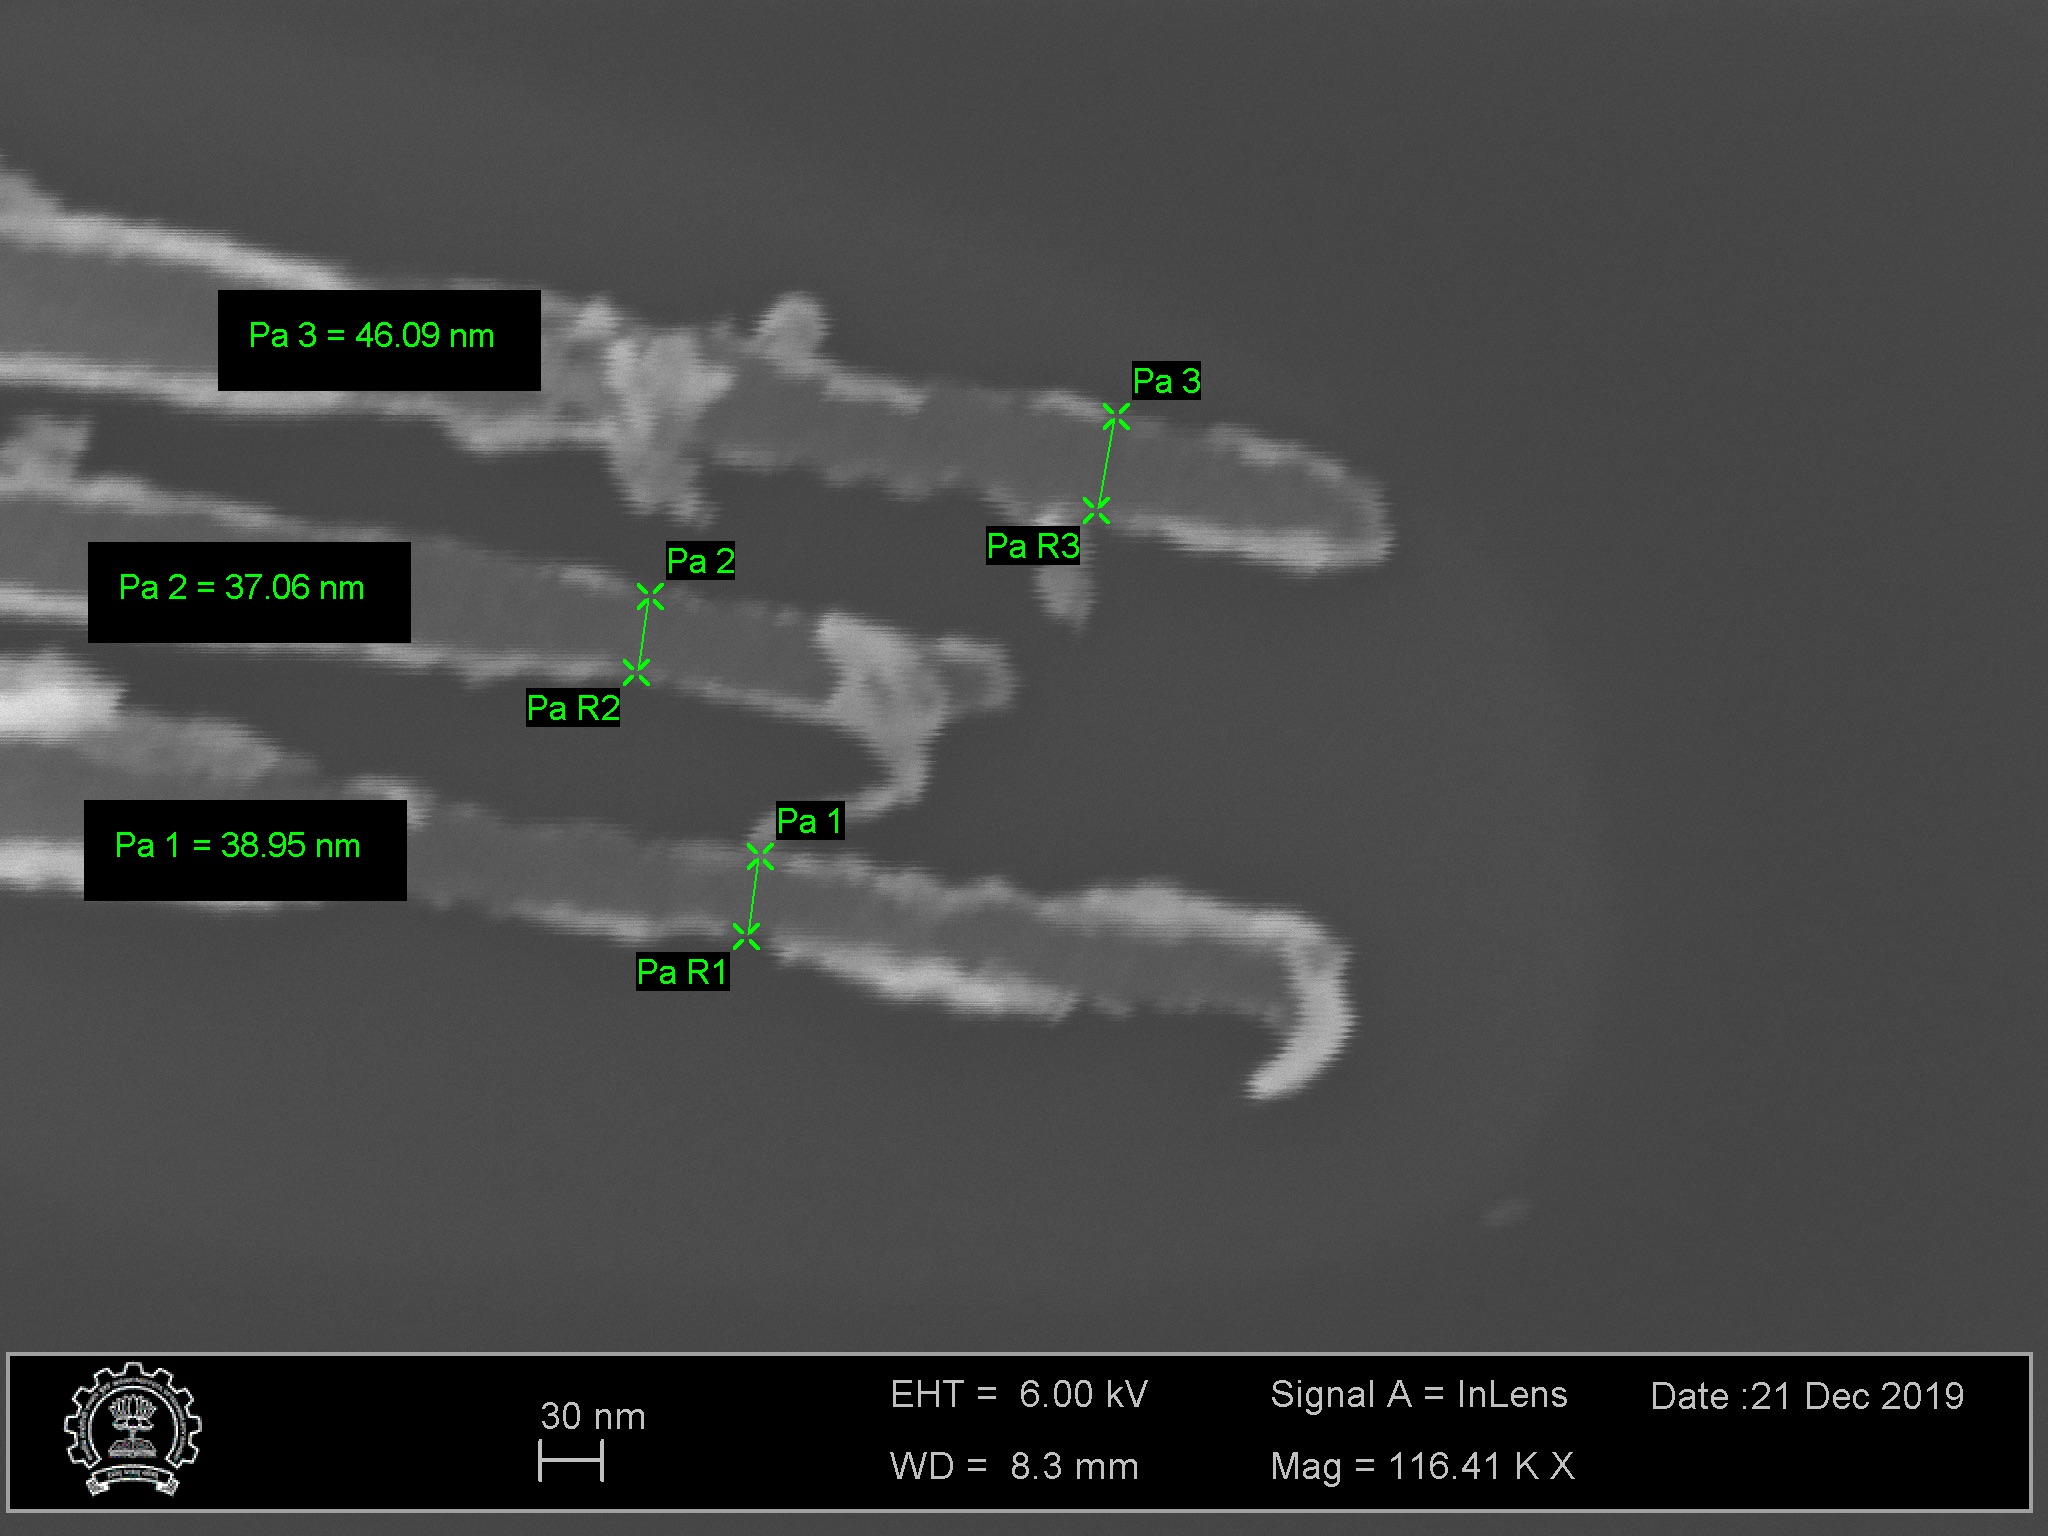 Pa 3 = 46.09 nm
Pa 3
Pa R3
Pa 2
Pa 2 = 37.06 nm
Pa R2
Pa 1
Pa 1 = 38.95 nm
Pa R1
30 nm
EHT = 6.00 kV
Signal A = InLens
Date :21 Dec 2019
WD = 8.3 mm
Mag = 116.41 K X